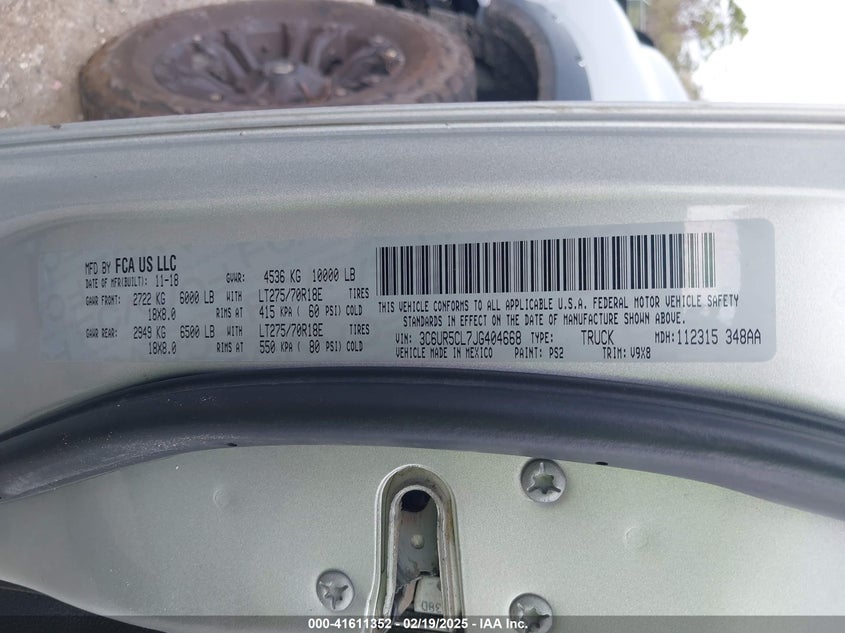 MFD BY FCA US LLC
DATE OF MFR(BUILT): 11-18 GVWR: 4536 KG 10000 LB
GAWR FRONT: 2722 KG 6000 LB WITH LT275/70R18E TIRES
18X8.0 RIMS AT 415 KPA ( 60 PSI) COLD
GAWR REAR: 2949 KG 6500 LB WITH LT275/70R18E TIRES
18X8.0 RIMS AT 550 KPA ( 80 PSI) COLD
THIS VEHICLE CONFORMS TO ALL APPLICABLE U.S.A. FEDERAL MOTOR VEHICLE SAFETY
STANDARDS IN EFFECT ON THE DATE OF MANUFACTURE SHOWN ABOVE.
VIN: 3C6UR5CL7JG404668 TYPE: TRUCK MDH: 112315 348AA
VEHICLE MADE IN MEXICO PAINT: PS2 TRIM: V9X8
000-41611352 - 02/19/2025 - IAA Inc.